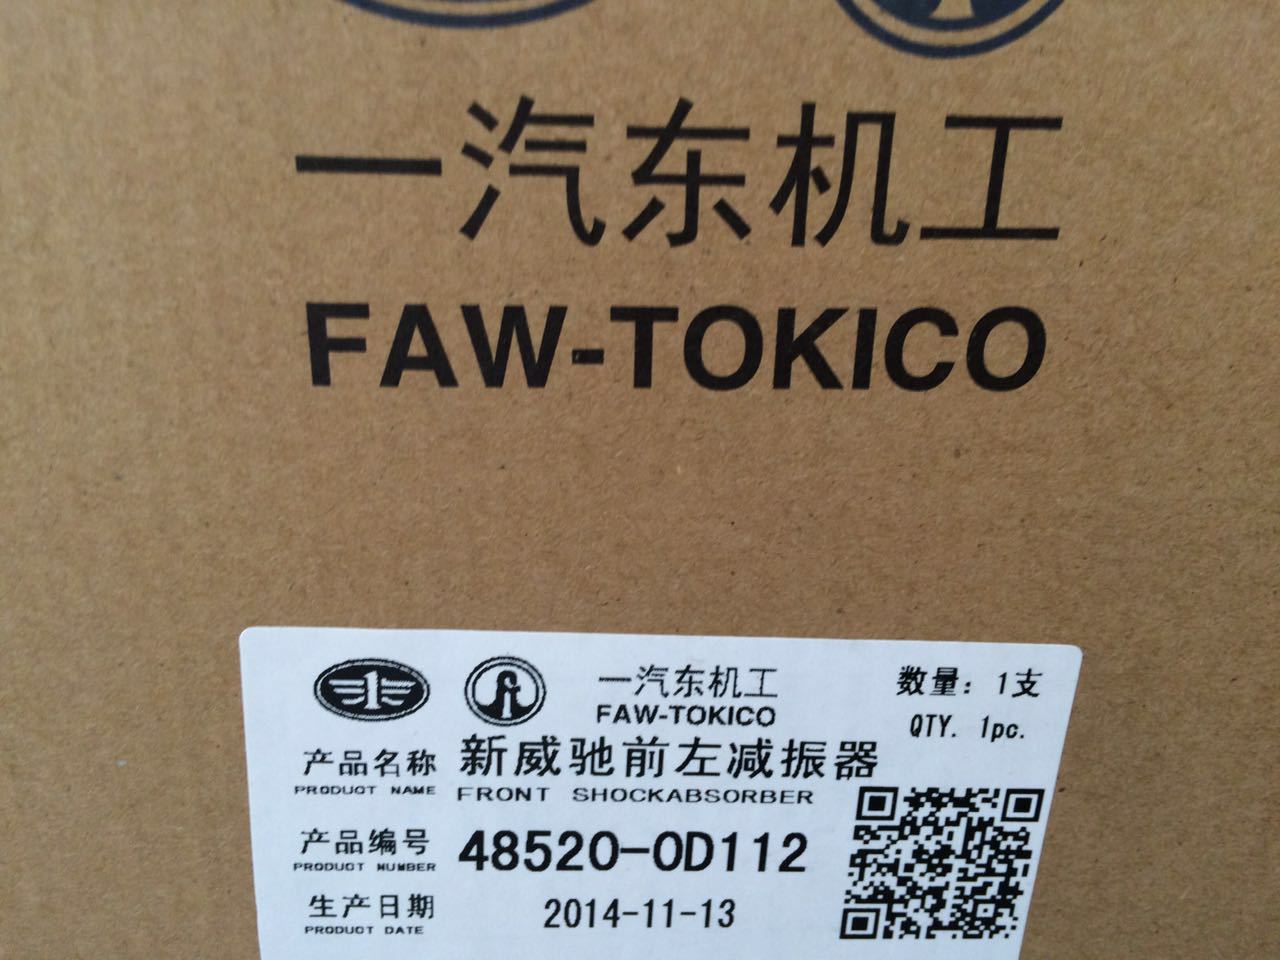 一汽东机工
FAW-TOKICO
一汽东机工
FAW-TOKICO
数量：1支
QTY. 1pc.
产品名称 新威驰前左减振器
PRODUCT NAME FRONT SHOCKABSORBER
产品编号 48520-0D112
PRODUCT NUMBER
生产日期 2014-11-13
PRODUCT DATE